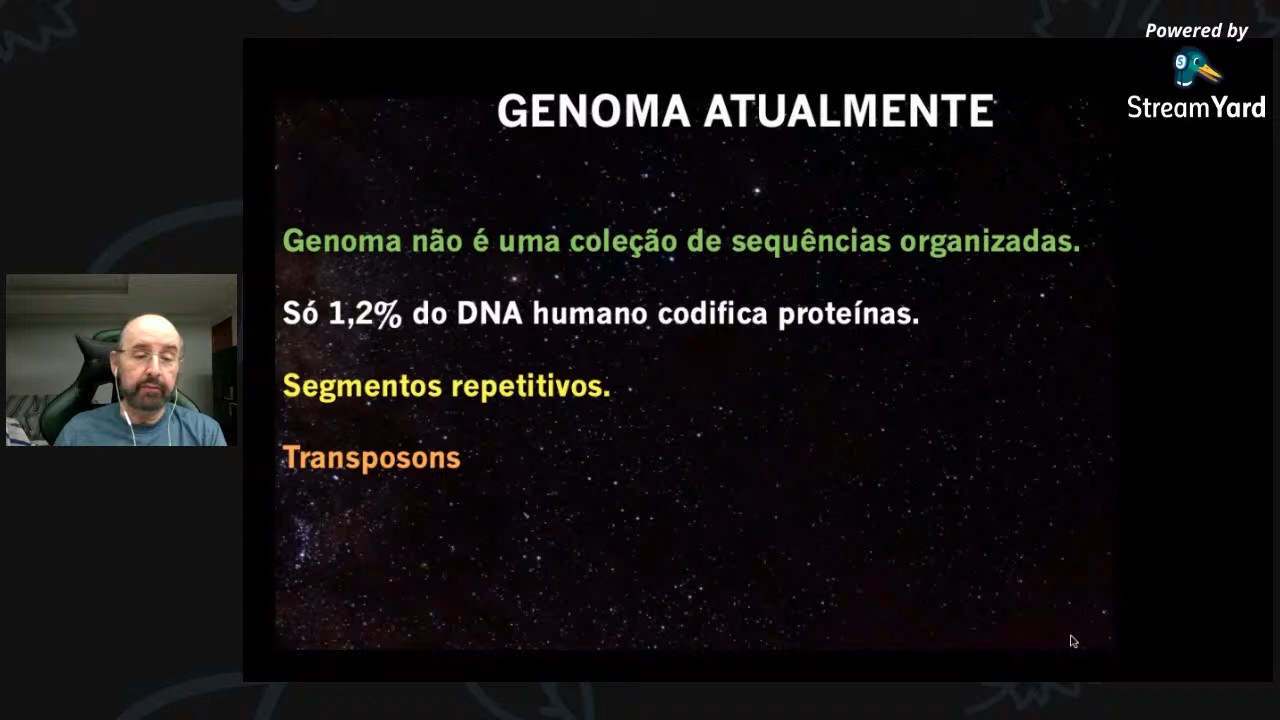 Powered by
StreamYard
GENOMA ATUALMENTE
Genoma não é uma coleção de sequências organizadas.
Só 1,2% do DNA humano codifica proteínas.
Segmentos repetitivos.
Transposons